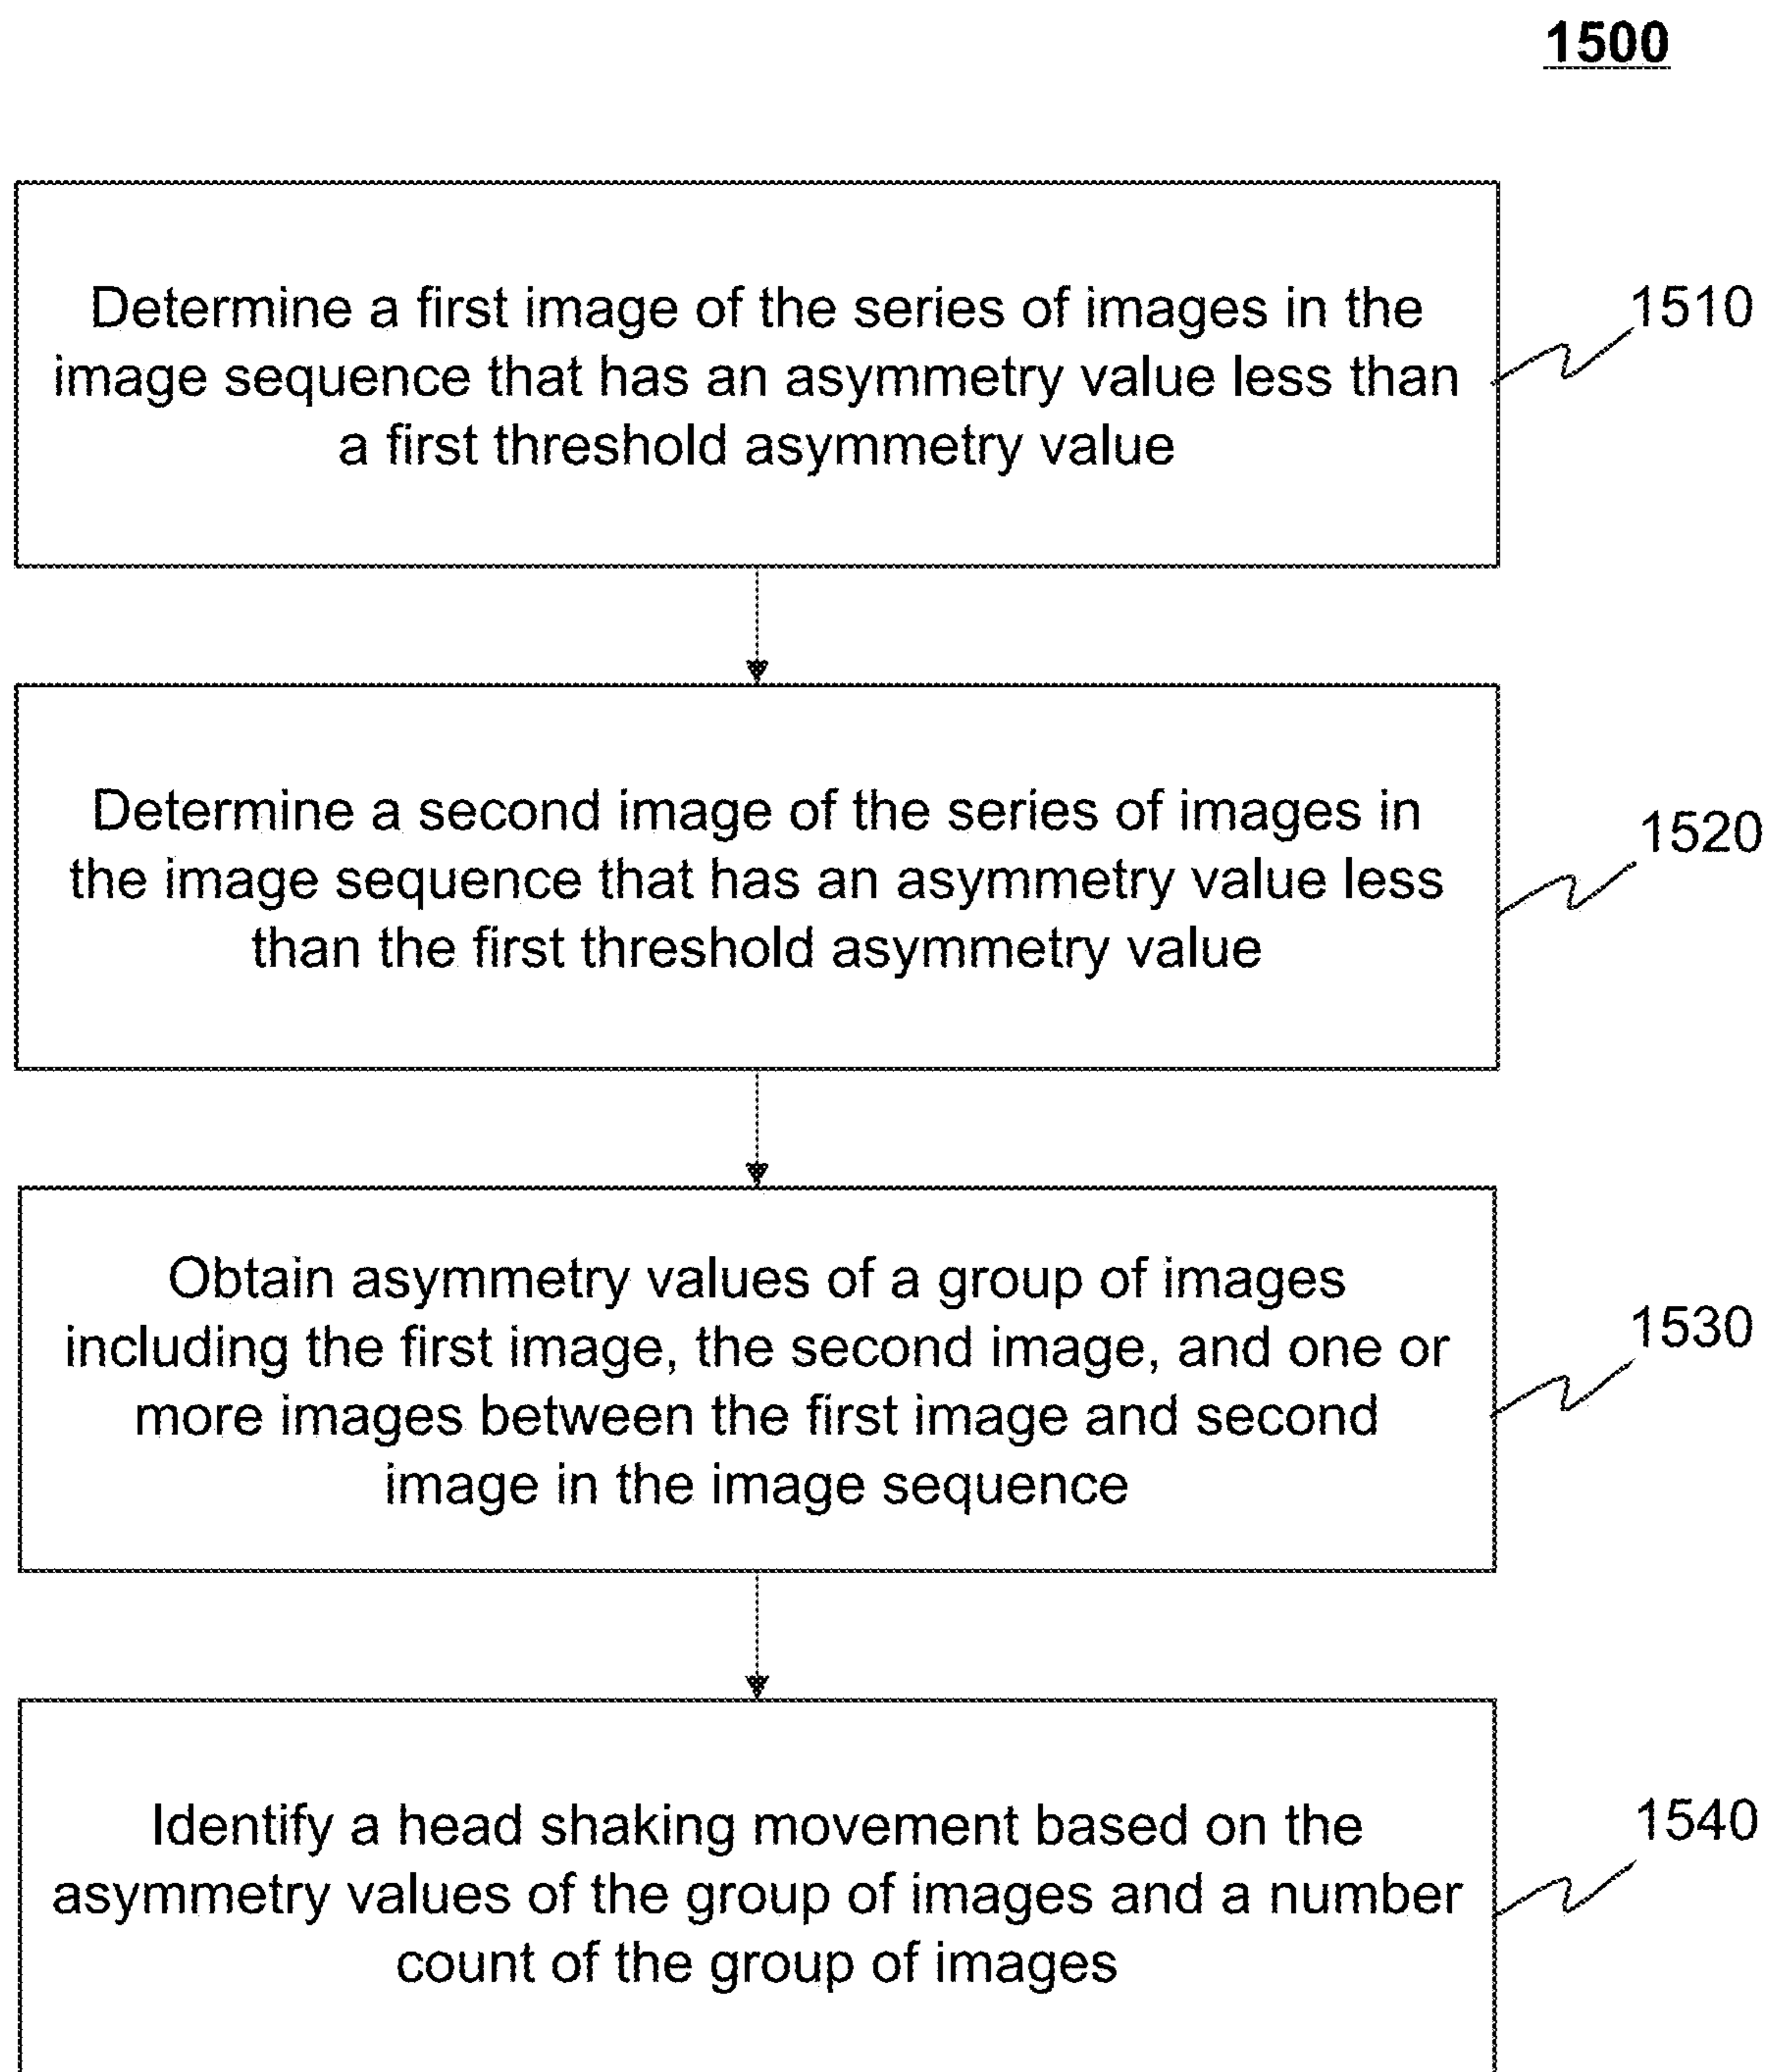 1500
Determine a first image of the series of images in the
image sequence that has an asymmetry value less than
a first threshold asymmetry value
1510
Determine a second image of the series of images in
the image sequence that has an asymmetry value less
than the first threshold asymmetry value
1520
Obtain asymmetry values of a group of images
including the first image, the second image, and one or
more images between the first image and second
image in the image sequence
1530
Identify a head shaking movement based on the
asymmetry values of the group of images and a number
count of the group of images
1540